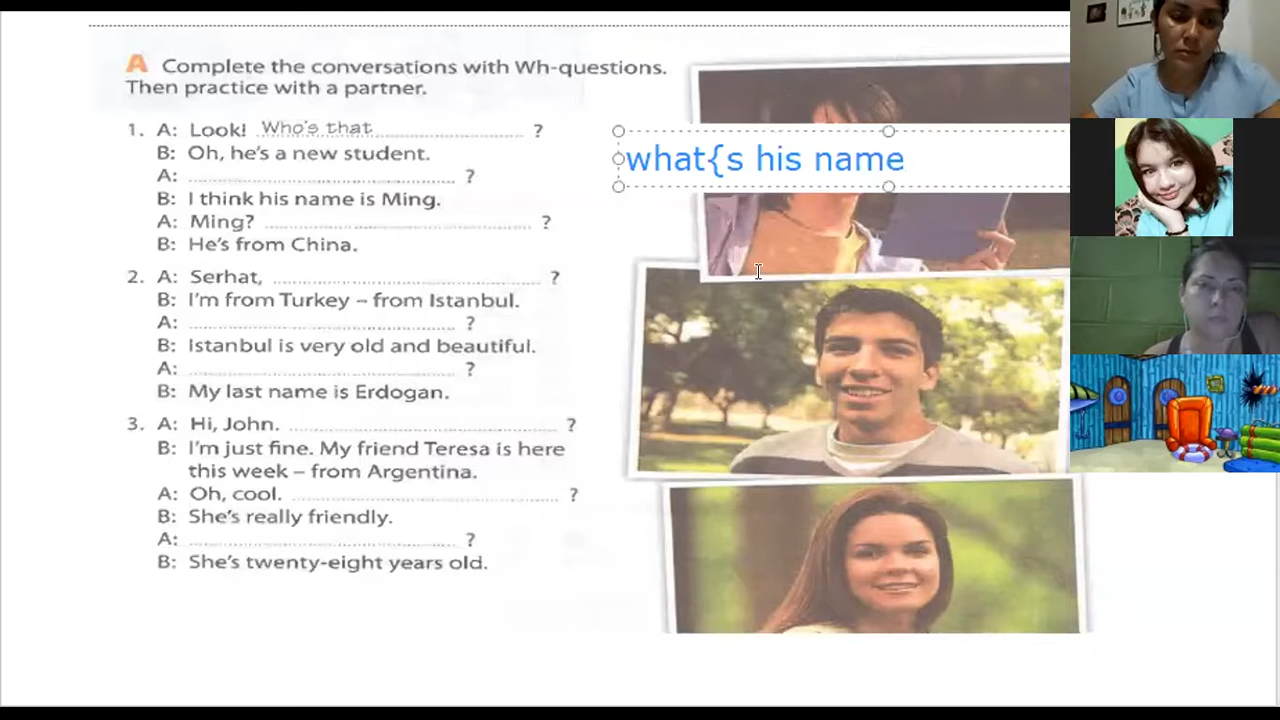 A Complete the conversations with Wh-questions.
Then practice with a partner.
1. A: Look! Who's that ?
B: Oh, he's a new student.
A: ?
B: I think his name is Ming.
A: Ming? ?
B: He's from China.
2. A: Serhat, ?
B: I'm from Turkey – from Istanbul.
A: ?
B: Istanbul is very old and beautiful.
A: ?
B: My last name is Erdogan.
3. A: Hi, John. ?
B: I'm just fine. My friend Teresa is here
this week – from Argentina.
A: Oh, cool. ?
B: She's really friendly.
A: ?
B: She's twenty-eight years old.
what{s his name